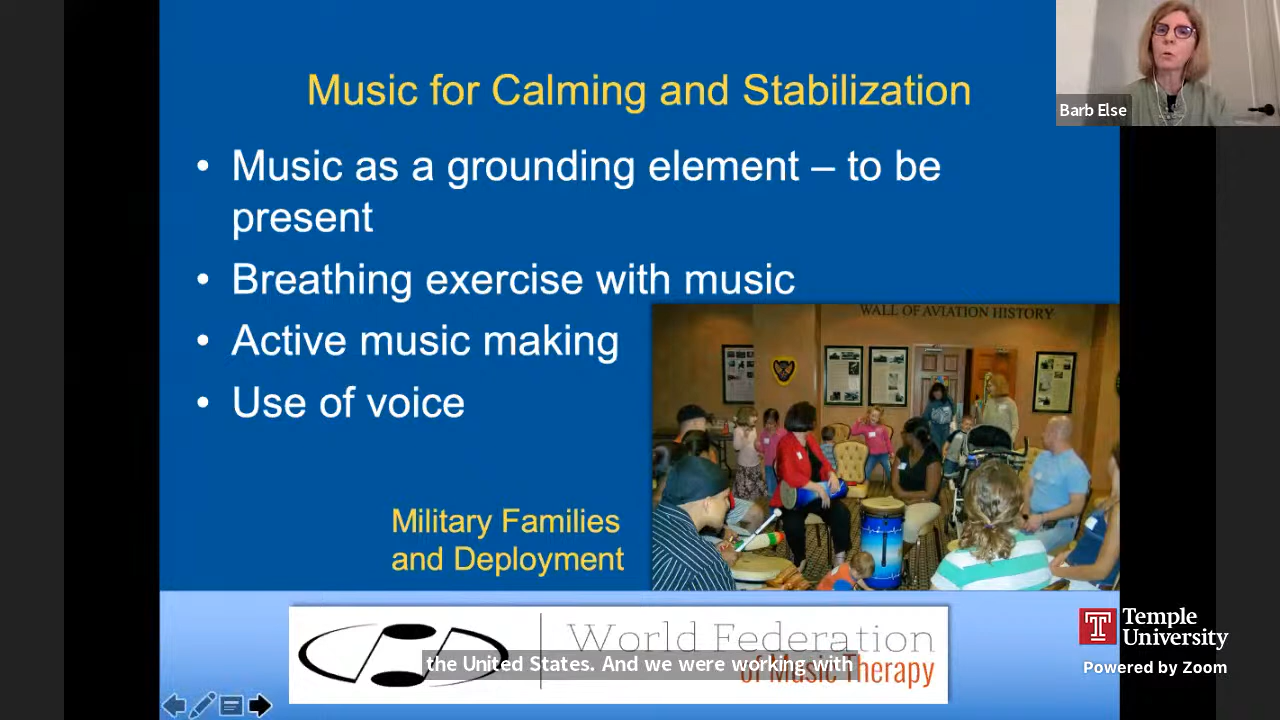 Music for Calming and Stabilization
• Music as a grounding element – to be
present
• Breathing exercise with music
• Active music making
• Use of voice
Military Families
and Deployment
WALL OF AVIATION HISTORY
Barb Else
World Federation
of Music Therapy
the United States. And we were working with
Temple
University
Powered by Zoom